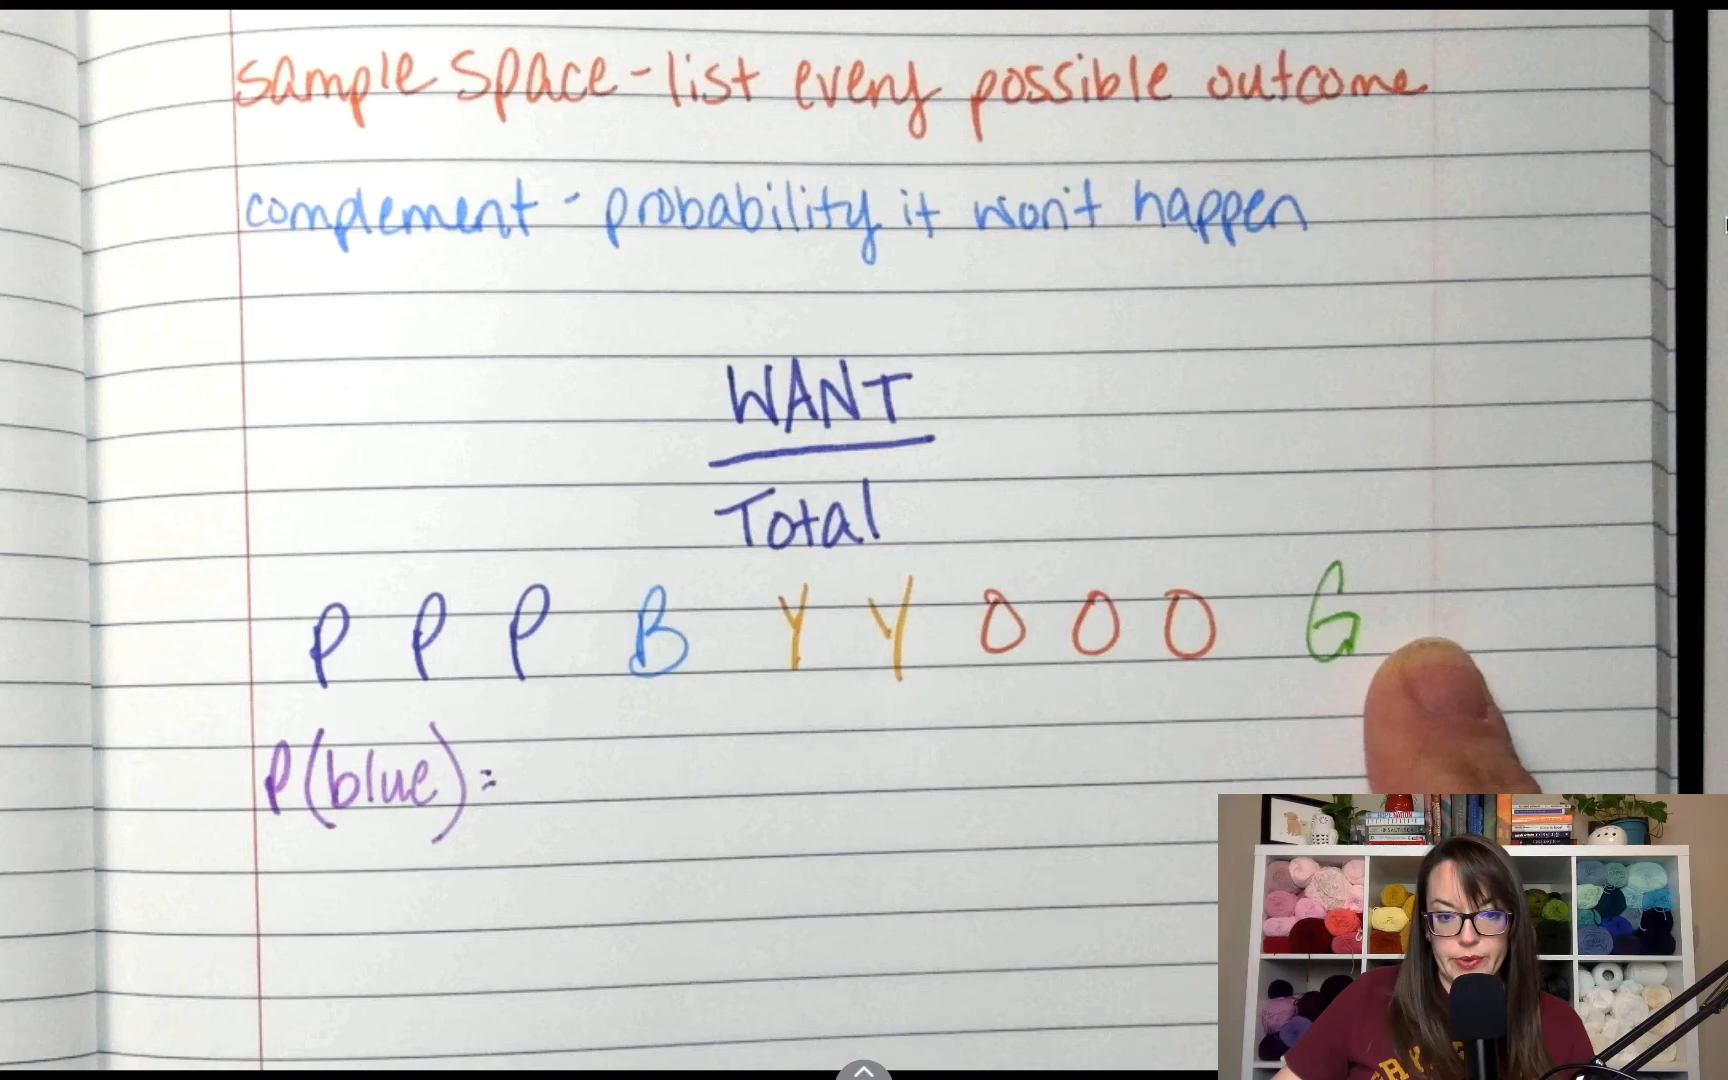 sample space - list every possible outcome
complement - probability it won't happen
WANT
Total
P P P B Y Y O O O G
P(blue) =